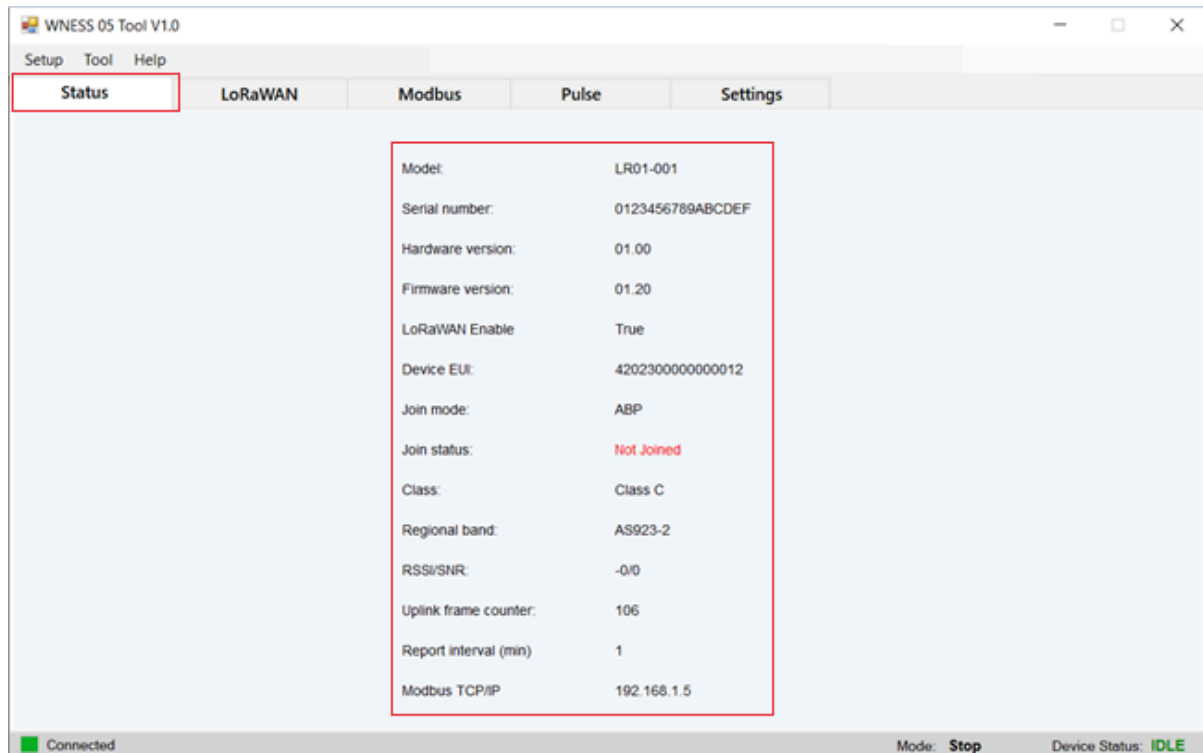 WNESS 05 Tool V1.0
Setup Tool Help
Status LoRaWAN Modbus Pulse Settings
Model: LR01-001
Serial number: 0123456789ABCDEF
Hardware version: 01.00
Firmware version: 01.20
LoRaWAN Enable True
Device EUI: 4202300000000012
Join mode: ABP
Join status: Not Joined
Class: Class C
Regional band: AS923-2
RSSI/SNR: -0/0
Uplink frame counter: 106
Report interval (min) 1
Modbus TCP/IP 192.168.1.5
Connected Mode: Stop Device Status: IDLE